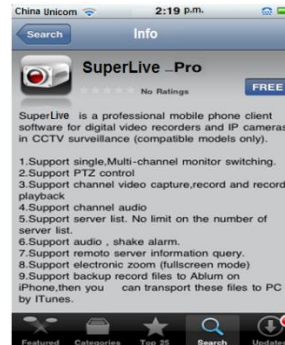 China Unicom 2:19 p.m.
Search Info
SuperLive -Pro
No Ratings FREE
SuperLive is a professional mobile phone client
software for digital video recorders and IP cameras
in CCTV surveillance (compatible models only).
1.Support single,Multi-channel monitor switching.
2.Support PTZ control
3.Support channel video capture,record and record
playback
4.Support channel audio
5.Support server list. No limit on the number of
server list.
6.Support audio , shake alarm.
7.Support remoto server information query.
8.Support electronic zoom (fullscreen mode)
9.Support backup record files to Ablum on
iPhone,then you can transport these files to PC
by ITunes.
Featured Categories Top 25 Search Updates